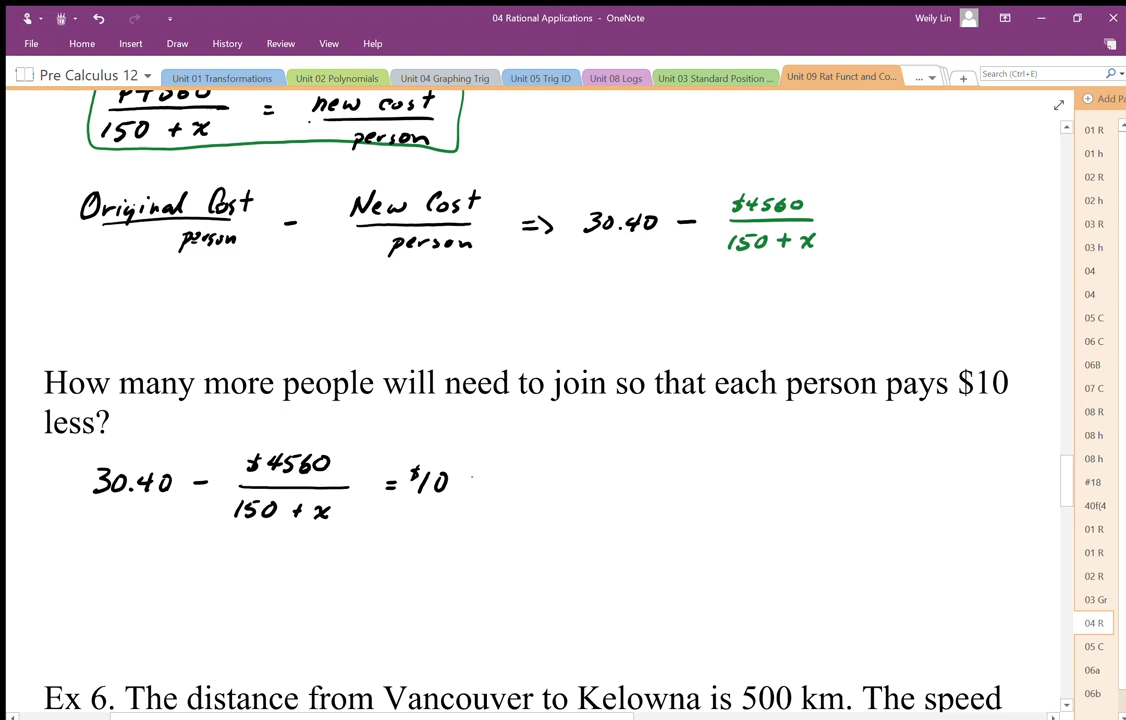 04 Rational Applications - OneNote
Weily Lin
File Home Insert Draw History Review View Help
Pre Calculus 12
Unit 01 Transformations Unit 02 Polynomials Unit 04 Graphing Trig Unit 05 Trig ID Unit 08 Logs Unit 03 Standard Position ... Unit 09 Rat Funct and Co... ...
Search (Ctrl+E)
Add Pa
$4560 / 150 + x = new cost / person
Original Cost / person - New Cost / person => 30.40 - $4560 / 150 + x
How many more people will need to join so that each person pays $10
less?
30.40 - $4560 / 150 + x = $10
Ex 6. The distance from Vancouver to Kelowna is 500 km. The speed
01 R
01 h
02 R
02 h
03 R
03 h
04
04
05 C
06 C
06B
07 C
08 R
08 h
08 h
#18
40f(4
01 R
01 R
02 R
03 Gr
04 R
05 C
06a
06b